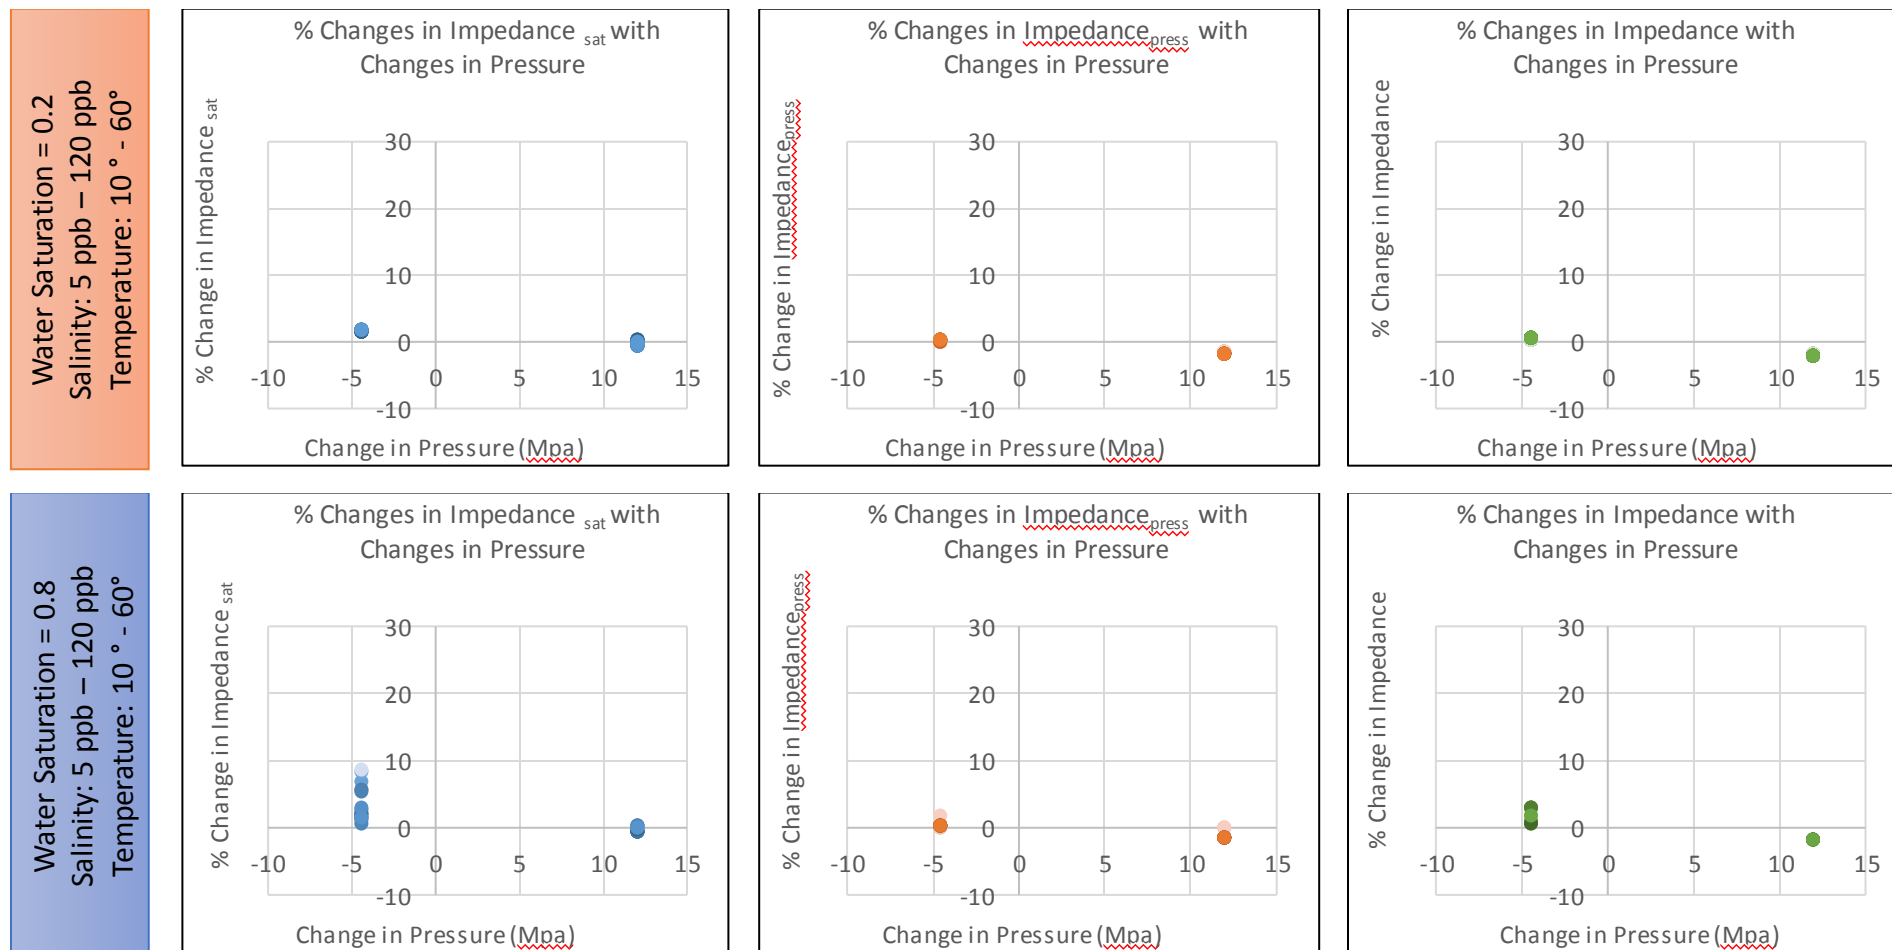 Water Saturation = 0.2
Salinity: 5 ppb – 120 ppb
Temperature: 10 ° - 60°
% Changes in Impedance sat with
Changes in Pressure
% Change in Impedance sat
30
20
10
0
-10
-10
-5
0
5
10
15
Change in Pressure (Mpa)
% Changes in Impedancepress with
Changes in Pressure
% Change in Impedancepress
30
20
10
0
-10
-10
-5
0
5
10
15
Change in Pressure (Mpa)
% Changes in Impedance with
Changes in Pressure
% Change in Impedance
30
20
10
0
-10
-10
-5
0
5
10
15
Change in Pressure (Mpa)
Water Saturation = 0.8
Salinity: 5 ppb – 120 ppb
Temperature: 10 ° - 60°
% Changes in Impedance sat with
Changes in Pressure
% Change in Impedance sat
30
20
10
0
-10
-10
-5
0
5
10
15
Change in Pressure (Mpa)
% Changes in Impedancepress with
Changes in Pressure
% Change in Impedancepress
30
20
10
0
-10
-10
-5
0
5
10
15
Change in Pressure (Mpa)
% Changes in Impedance with
Changes in Pressure
% Change in Impedance
30
20
10
0
-10
-10
-5
0
5
10
15
Change in Pressure (Mpa)